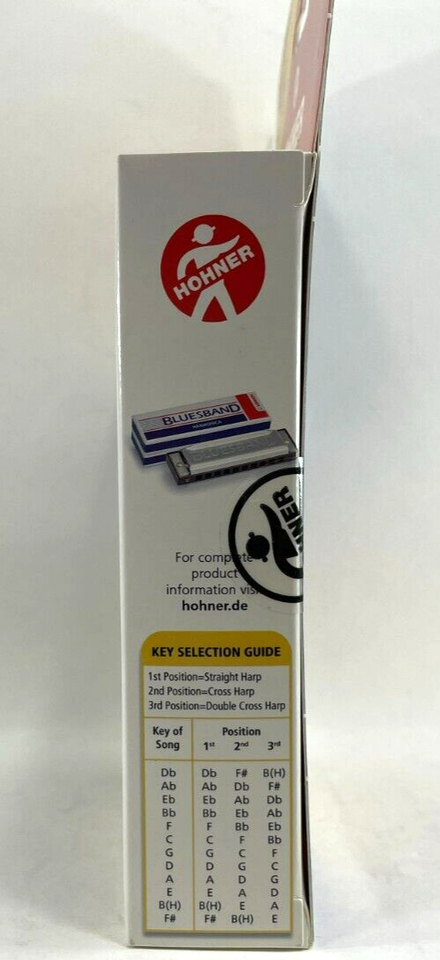 HOHNER
BLUESBAND
HARMONICA
For complete
product
information
hohner.de
KEY SELECTION GUIDE
1st Position=Straight Harp
2nd Position=Cross Harp
3rd Position=Double Cross Harp
Key of Song Position
1st 2nd 3rd
Db Db F# B(H)
Ab Ab Db F#
Eb Eb Ab Db
Bb Bb Eb Ab
F F Bb Eb
C C F Bb
G G C F
D D G C
A A D G
E E A D
B(H) B(H) E A
F# F# B(H) E